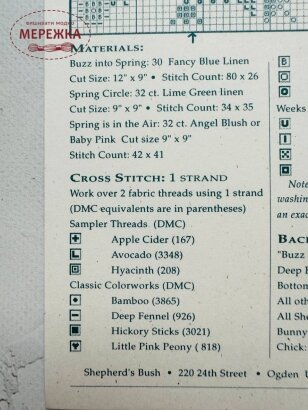 вишивати модно
МЕРЕЖКА
MATERIALS:
Buzz into Spring: 30 Fancy Blue Linen
Cut Size: 12" x 9" • Stitch Count: 80 x 26
Spring Circle: 32 ct. Lime Green linen
Cut Size: 9" x 9" • Stitch Count: 34 x 35
Spring is in the Air: 32 ct. Angel Blush or
Baby Pink Cut size 9" x 9"
Stitch Count: 42 x 41
CROSS STITCH: 1 STRAND
Work over 2 fabric threads using 1 strand
(DMC equivalents are in parentheses)
Sampler Threads (DMC)
Apple Cider (167)
Avocado (3348)
Hyacinth (208)
Classic Colorworks (DMC)
Bamboo (3865)
Deep Fennel (926)
Hickory Sticks (3021)
Little Pink Peony ( 818)
Shepherd's Bush • 220 24th Street • Ogden
Weeks
Note
washin
an exac
BAC
"Buzz
Deep
Bottom
All oth
All She
Bunny
Chick: